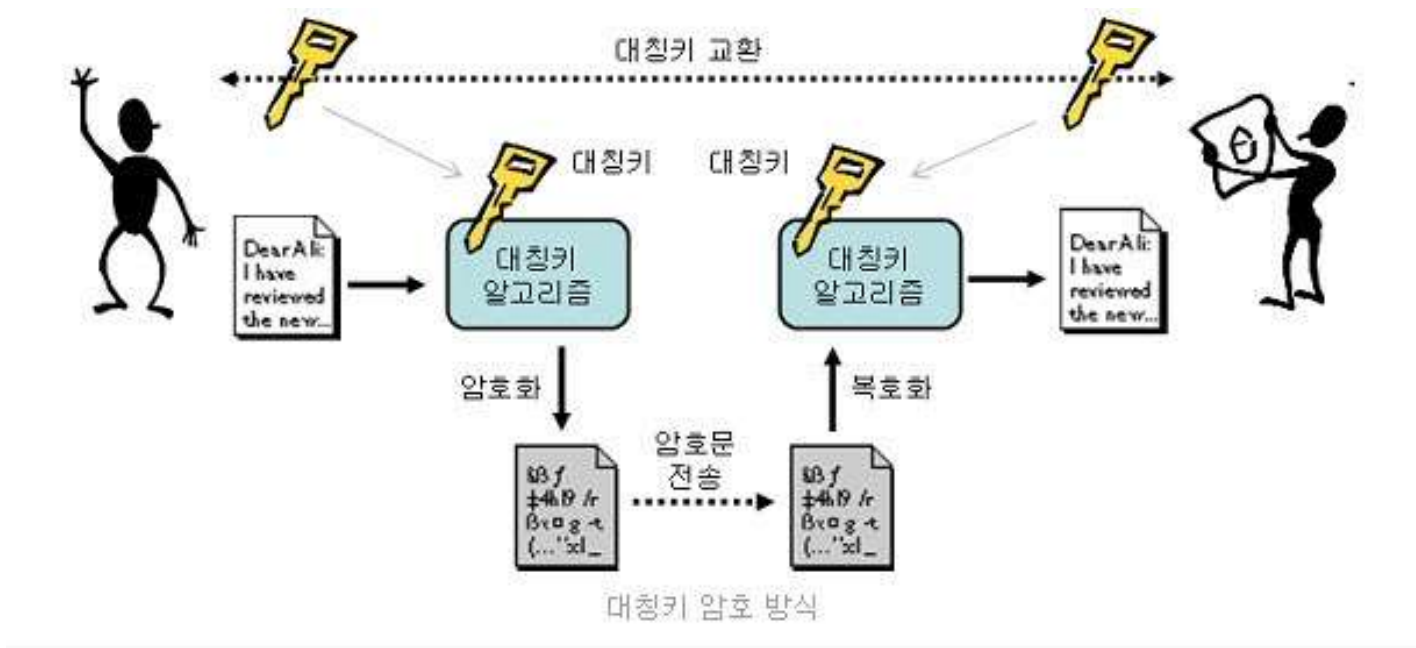 대칭키 교환
대칭키
대칭키
DearAli:
I have
reviewed
the new...
대칭키
알고리즘
대칭키
알고리즘
DearAli:
I have
reviewed
the new...
암호화
복호화
암호문
전송
(...
(...
대칭키 암호 방식